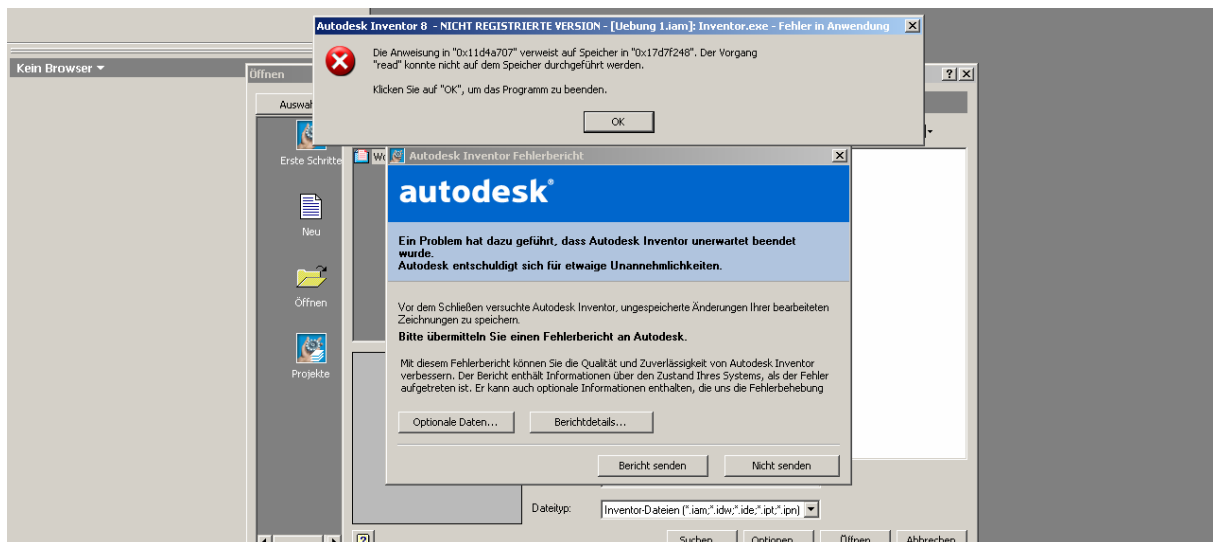 Autodesk Inventor 8 - NICHT REGISTRIERTE VERSION - [Uebung 1.iam]: Inventor.exe - Fehler in Anwendung
Die Anweisung in "0x11d4a707" verweist auf Speicher in "0x17d7f248". Der Vorgang
"read" konnte nicht auf dem Speicher durchgeführt werden.
Klicken Sie auf "OK", um das Programm zu beenden.
OK
Kein Browser
Öffnen
Auswahl
Erste Schritte
Neu
Öffnen
Projekte
Autodesk Inventor Fehlerbericht
autodesk®
Ein Problem hat dazu geführt, dass Autodesk Inventor unerwartet beendet
wurde.
Autodesk entschuldigt sich für etwaige Unannehmlichkeiten.
Vor dem Schließen versuchte Autodesk Inventor, ungespeicherte Änderungen Ihrer bearbeiteten
Zeichnungen zu speichern.
Bitte übermitteln Sie einen Fehlerbericht an Autodesk.
Mit diesem Fehlerbericht können Sie die Qualität und Zuverlässigkeit von Autodesk Inventor
verbessern. Der Bericht enthält Informationen über den Zustand Ihres Systems, als der Fehler
aufgetreten ist. Er kann auch optionale Informationen enthalten, die uns die Fehlerbehebung
Optionale Daten...
Berichtdetails...
Bericht senden
Nicht senden
Dateityp:
Inventor-Dateien (*.iam;*.idw;*.ide;*.ipt;*.ipn)
Suchen
Optionen
Öffnen
Abbrechen